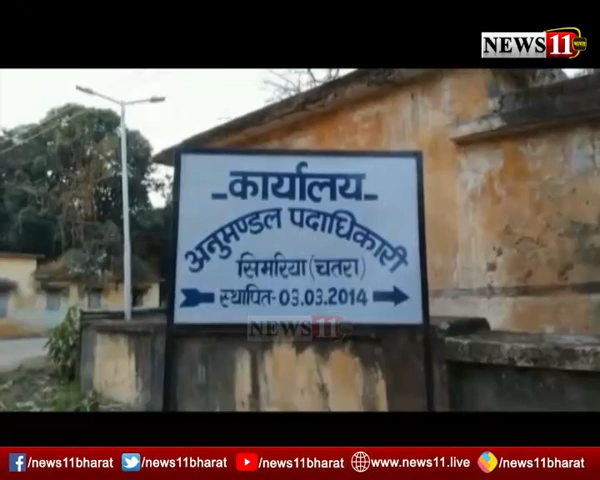 NEWS 11 भारत
कार्यालय
अनुमण्डल पदाधिकारी
सिमरिया (चतरा)
स्थापित-03.03.2014
NEWS 11
/news11bharat /news11bharat /news11bharat www.news11.live /news11bharat